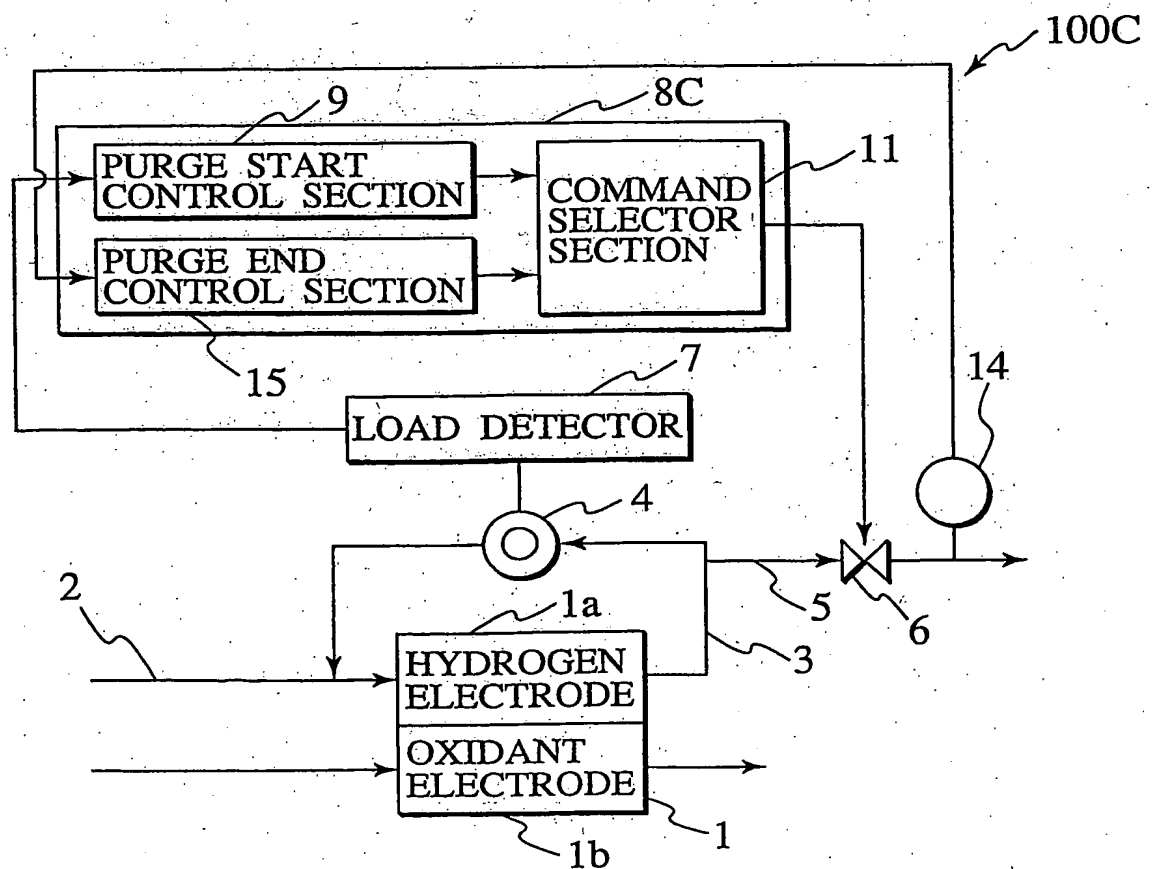 100C
9
8C
11
PURGE START
CONTROL SECTION
COMMAND
SELECTOR
SECTION
PURGE END
CONTROL SECTION
15
7
14
LOAD DETECTOR
4
2
1a
5
6
3
HYDROGEN
ELECTRODE
OXIDANT
ELECTRODE
1
1b